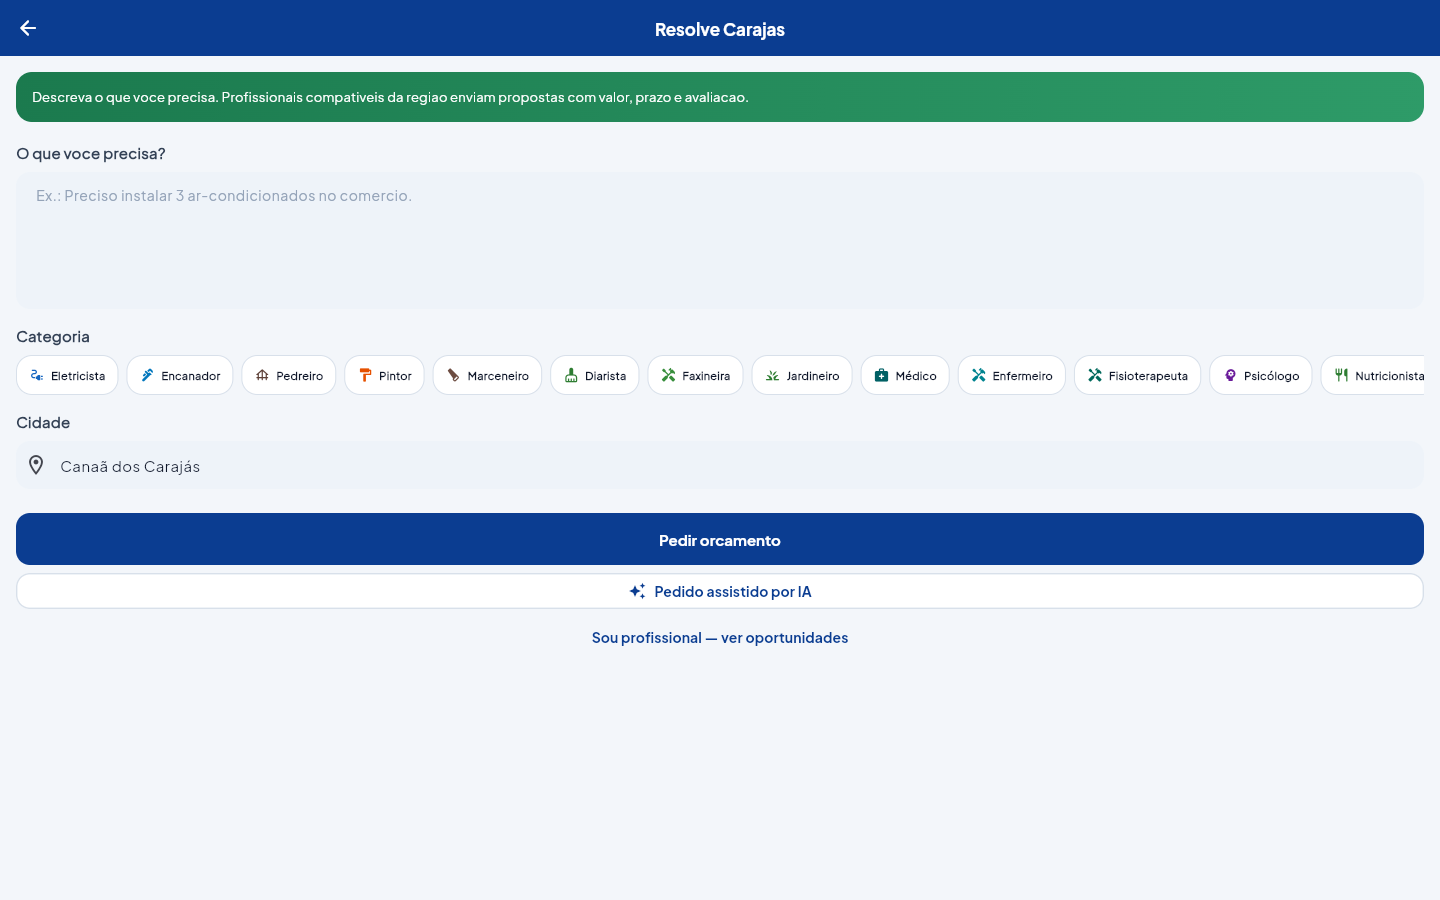 Resolve Carajas
Descreva o que voce precisa. Profissionais compativeis da regiao enviam propostas com valor, prazo e avaliacao.
O que voce precisa?
Ex.: Preciso instalar 3 ar-condicionados no comercio.
Categoria
Eletricista Encanador Pedreiro Pintor Marceneiro Diarista Faxineira Jardineiro Médico Enfermeiro Fisioterapeuta Psicólogo Nutricionista
Cidade
Canaã dos Carajás
Pedir orcamento
Pedido assistido por IA
Sou profissional — ver oportunidades